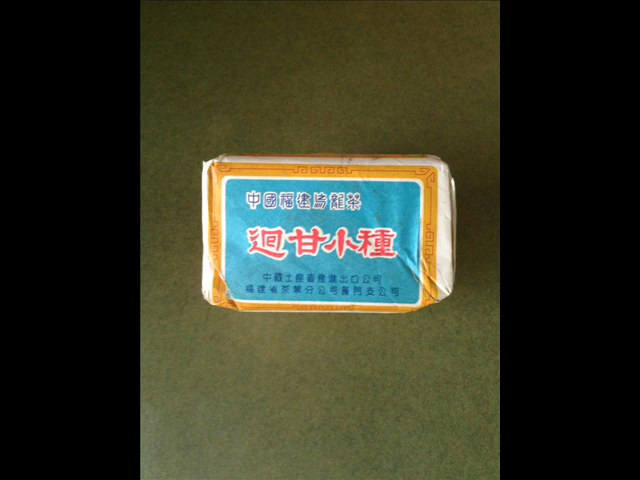 中國福建烏龍茶
迴甘小種
中國土產畜產進出口公司
福建省茶葉分公司厦門支公司